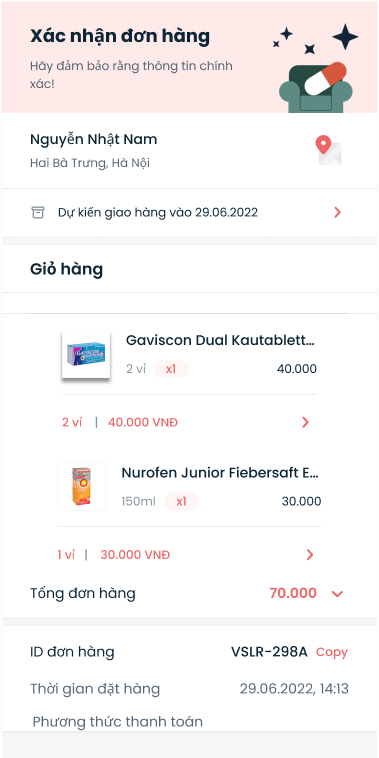 Xác nhận đơn hàng
Hãy đảm bảo rằng thông tin chính
xác!
Nguyễn Nhật Nam
Hai Bà Trưng, Hà Nội
Dự kiến giao hàng vào 29.06.2022
Giỏ hàng
GAVISCON
Gaviscon Dual Kautablett...
2 vỉ x1 40.000
2 vỉ | 40.000 VNĐ
Nurofen Junior Fiebersaft E...
150ml x1 30.000
1 vỉ | 30.000 VNĐ
Tổng đơn hàng 70.000
ID đơn hàng VSLR-298A Copy
Thời gian đặt hàng 29.06.2022, 14:13
Phương thức thanh toán